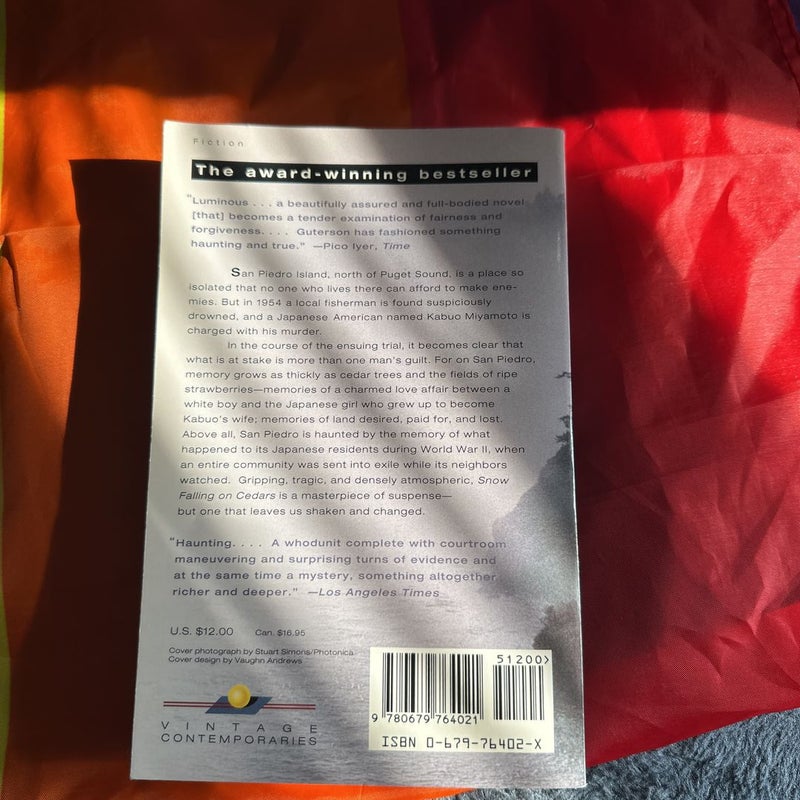 Fiction
The award-winning bestseller
"Luminous . . . a beautifully assured and full-bodied novel
[that] becomes a tender examination of fairness and
forgiveness. . . . Guterson has fashioned something
haunting and true." —Pico Iyer, Time
San Piedro Island, north of Puget Sound, is a place so
isolated that no one who lives there can afford to make ene-
mies. But in 1954 a local fisherman is found suspiciously
drowned, and a Japanese American named Kabuo Miyamoto is
charged with his murder.
In the course of the ensuing trial, it becomes clear that
what is at stake is more than one man's guilt. For on San Piedro,
memory grows as thickly as cedar trees and the fields of ripe
strawberries—memories of a charmed love affair between a
white boy and the Japanese girl who grew up to become
Kabuo's wife; memories of land desired, paid for, and lost.
Above all, San Piedro is haunted by the memory of what
happened to its Japanese residents during World War II, when
an entire community was sent into exile while its neighbors
watched. Gripping, tragic, and densely atmospheric, Snow
Falling on Cedars is a masterpiece of suspense—
but one that leaves us shaken and changed.
"Haunting. . . . A whodunit complete with courtroom
maneuvering and surprising turns of evidence and
at the same time a mystery, something altogether
richer and deeper." —Los Angeles Times
U.S. $12.00 Can. $16.95
Cover photograph by Stuart Simons/Photonica
Cover design by Vaughn Andrews
VINTAGE
CONTEMPORARIES
51200>
9 780679 764021
ISBN 0-679-76402-X